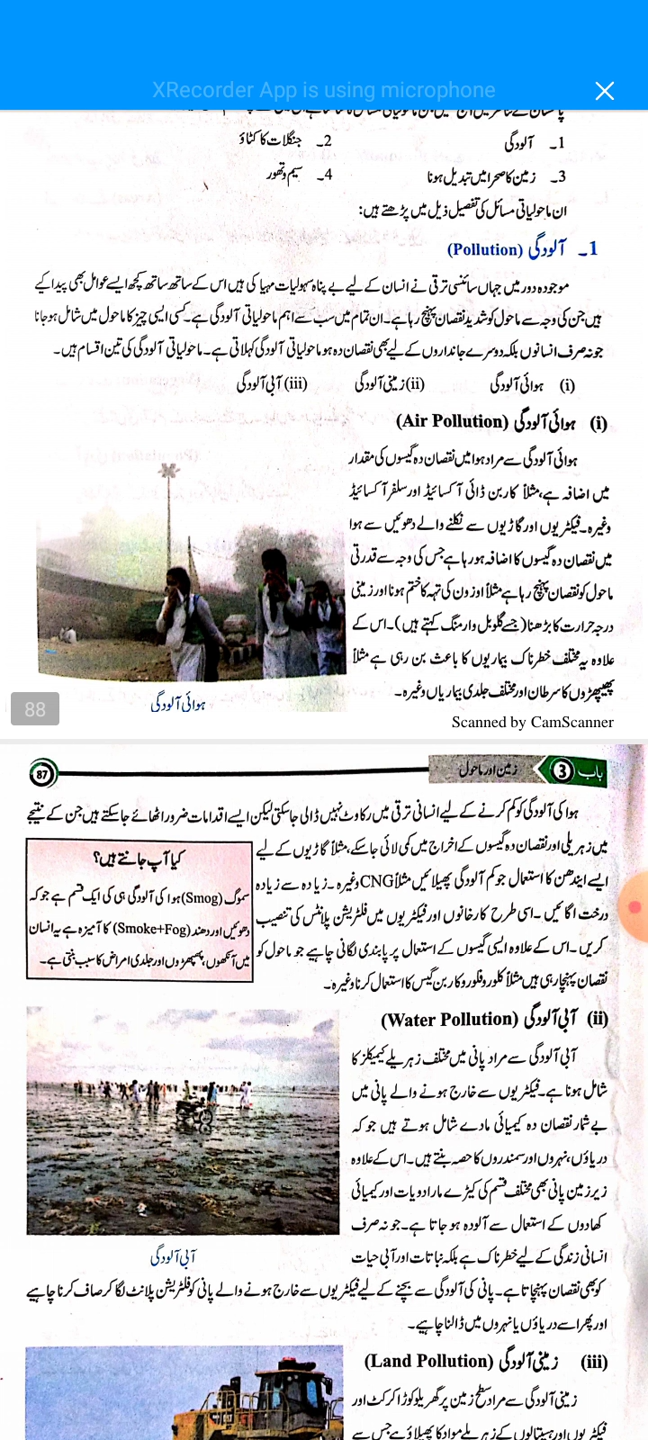 XRecorder App is using microphone
1۔ آلودگی 2۔ جنگلات کا کٹاؤ
3۔ زمین کا صحرا میں تبدیل ہونا 4۔ سیم و تھور
ان ماحولیاتی مسائل کی تفصیل ذیل میں پڑھتے ہیں:
1۔ آلودگی (Pollution)
موجودہ دور میں جہاں سائنسی ترقی نے انسان کے لیے بے پناہ سہولیات مہیا کی ہیں اس کے ساتھ ساتھ کچھ ایسے عوامل بھی پیدا کیے
ہیں جن کی وجہ سے ماحول کو شدید نقصان پہنچ رہا ہے۔ ان تمام میں سب سے اہم ماحولیاتی آلودگی ہے۔ کسی ایسی چیز کا ماحول میں شامل ہو جانا
جو نہ صرف انسانوں بلکہ دوسرے جانداروں کے لیے بھی نقصان دہ ہو ماحولیاتی آلودگی کہلاتی ہے۔ ماحولیاتی آلودگی کی تین اقسام ہیں۔
(i) ہوائی آلودگی (ii) زمینی آلودگی (iii) آبی آلودگی
(i) ہوائی آلودگی (Air Pollution)
ہوائی آلودگی سے مراد ہوا میں نقصان دہ گیسوں کی مقدار
میں اضافہ ہے، مثلاً کاربن ڈائی آکسائیڈ اور سلفر آکسائیڈ
وغیرہ۔ فیکٹریوں اور گاڑیوں سے نکلنے والے دھوئیں سے ہوا
میں نقصان دہ گیسوں کا اضافہ ہو رہا ہے جس کی وجہ سے قدرتی
ماحول کو نقصان پہنچ رہا ہے مثلاً اوزون کی تہہ کا ختم ہونا اور زمینی
درجہ حرارت کا بڑھنا (جسے گلوبل وارمنگ کہتے ہیں)۔ اس کے
علاوہ یہ مختلف خطرناک بیماریوں کا باعث بن رہی ہے مثلاً
پھیپھڑوں کا سرطان اور مختلف جلدی بیماریاں وغیرہ۔
ہوائی آلودگی
88
Scanned by CamScanner
باب 3 زمین اور ماحول 87
ہوا کی آلودگی کو کم کرنے کے لیے انسانی ترقی میں رکاوٹ نہیں ڈالی جا سکتی لیکن ایسے اقدامات ضرور اٹھائے جا سکتے ہیں جن کے نتیجے
میں زہریلی اور نقصان دہ گیسوں کے اخراج میں کمی لائی جا سکے، مثلاً گاڑیوں کے لیے
ایسے ایندھن کا استعمال جو کم آلودگی پھیلائیں مثلاً CNG وغیرہ۔ زیادہ سے زیادہ
درخت اگائیں۔ اسی طرح کارخانوں اور فیکٹریوں میں فلٹریشن پلانٹس کی تنصیب
کریں۔ اس کے علاوہ ایسی گیسوں کے استعمال پر پابندی لگانی چاہیے جو ماحول کو
نقصان پہنچا رہی ہیں مثلاً کلورو فلورو کاربن گیس کا استعمال کرنا وغیرہ۔
کیا آپ جانتے ہیں؟
سموگ (Smog) ہوا کی آلودگی ہی کی ایک قسم ہے جو کہ
دھوئیں اور دھند (Smoke+Fog) کا آمیزہ ہے یہ انسان
میں آنکھوں، پھیپھڑوں اور جلدی امراض کا سبب بنتی ہے۔
(ii) آبی آلودگی (Water Pollution)
آبی آلودگی سے مراد پانی میں مختلف زہریلے کیمیکلز کا
شامل ہونا ہے۔ فیکٹریوں سے خارج ہونے والے پانی میں
بے شمار نقصان دہ کیمیائی مادے شامل ہوتے ہیں جو کہ
دریاؤں، نہروں اور سمندروں کا حصہ بنتے ہیں۔ اس کے علاوہ
زیر زمین پانی بھی مختلف قسم کی کیڑے مار ادویات اور کیمیائی
کھادوں کے استعمال سے آلودہ ہو جاتا ہے۔ جو نہ صرف
انسانی زندگی کے لیے خطرناک ہے بلکہ نباتات اور آبی حیات
کو بھی نقصان پہنچاتا ہے۔ پانی کی آلودگی سے بچنے کے لیے فیکٹریوں سے خارج ہونے والے پانی کو فلٹریشن پلانٹ لگا کر صاف کرنا چاہیے
اور پھر اسے دریاؤں یا نہروں میں ڈالنا چاہیے۔
آبی آلودگی
(iii) زمینی آلودگی (Land Pollution)
زمینی آلودگی سے مراد سطح زمین پر گھریلو کوڑا کرکٹ اور
فیکٹریوں اور ہسپتالوں کے زہریلے مواد کا پھیلاؤ ہے جس سے